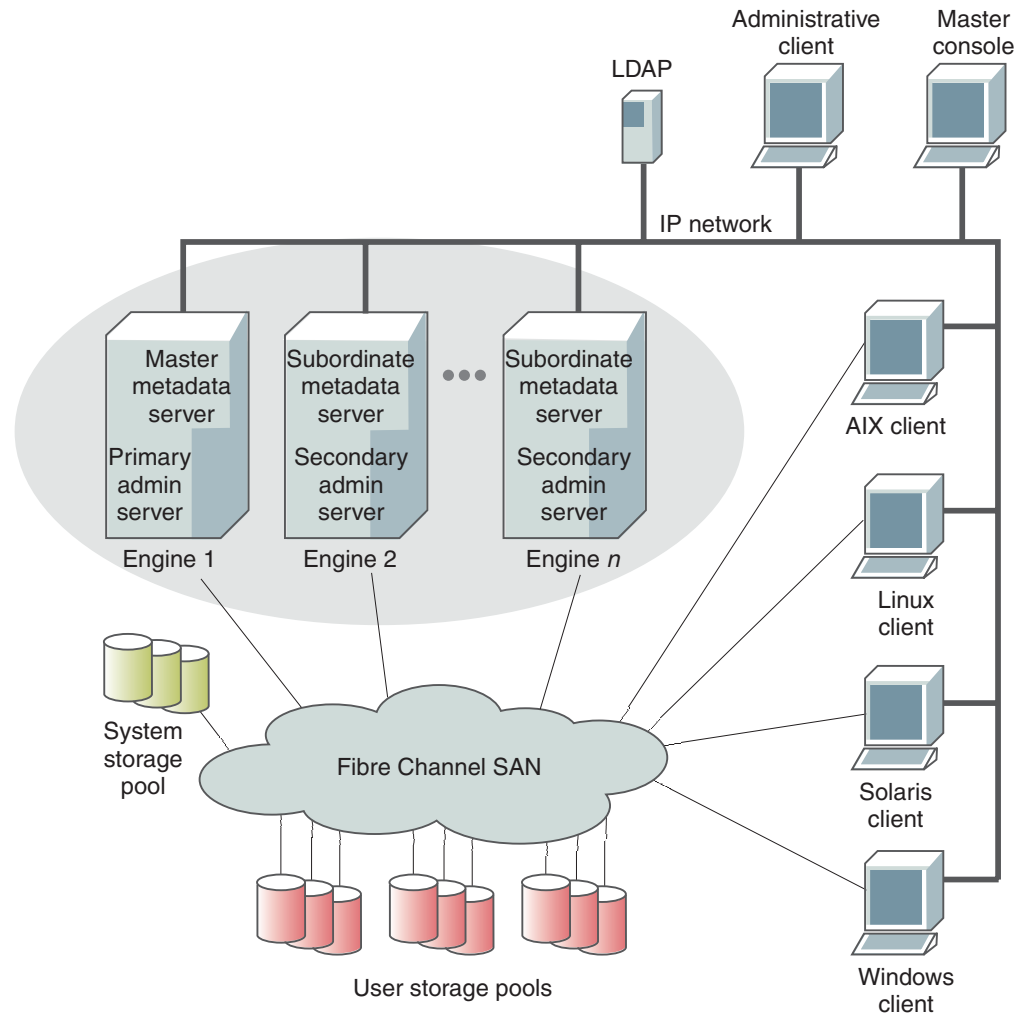 Administrative
client
Master
console
LDAP
IP network
Master
metadata
server
Primary
admin
server
Engine 1
Subordinate
metadata
server
Secondary
admin
server
Engine 2
Subordinate
metadata
server
Secondary
admin
server
Engine n
AIX client
Linux
client
Solaris
client
Windows
client
System
storage
pool
Fibre Channel SAN
User storage pools